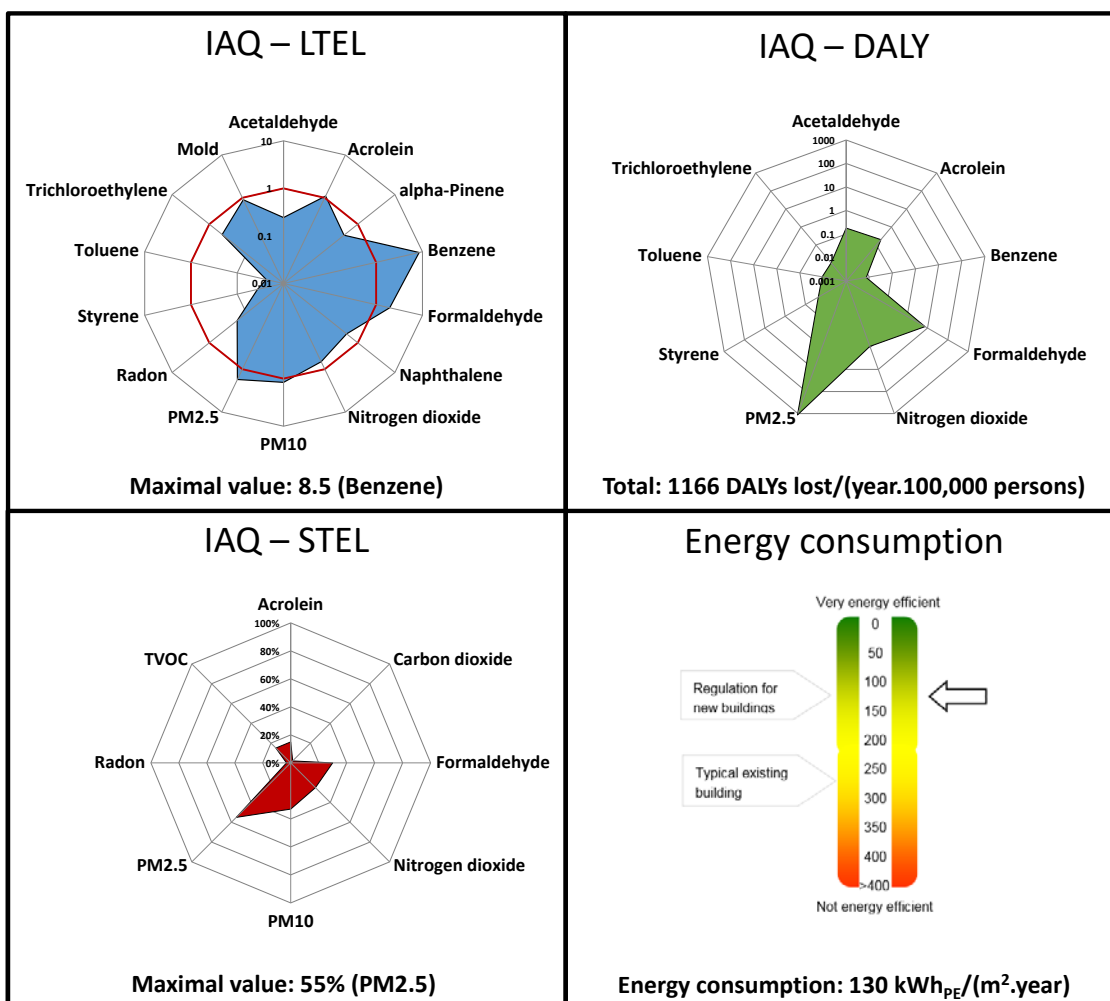 IAQ – LTEL
Acetaldehyde
10
Mold
Acrolein
Trichloroethylene
1
alpha-Pinene
Toluene
0.1
Benzene
Styrene
0.01
Formaldehyde
Radon
Naphthalene
PM2.5
Nitrogen dioxide
PM10
Maximal value: 8.5 (Benzene)
IAQ – DALY
Acetaldehyde
1000
Trichloroethylene
100
Acrolein
10
1
Toluene
0.1
Benzene
0.01
0.001
Styrene
Formaldehyde
PM2.5
Nitrogen dioxide
Total: 1166 DALYs lost/(year.100,000 persons)
IAQ – STEL
Acrolein
100%
TVOC
80%
Carbon dioxide
60%
40%
20%
Radon
0%
Formaldehyde
PM2.5
Nitrogen dioxide
PM10
Maximal value: 55% (PM2.5)
Energy consumption
Very energy efficient
0
50
100
Regulation for
new buildings
150
200
250
Typical existing
building
300
350
400
>400
Not energy efficient
Energy consumption: 130 kWhPE/(m².year)